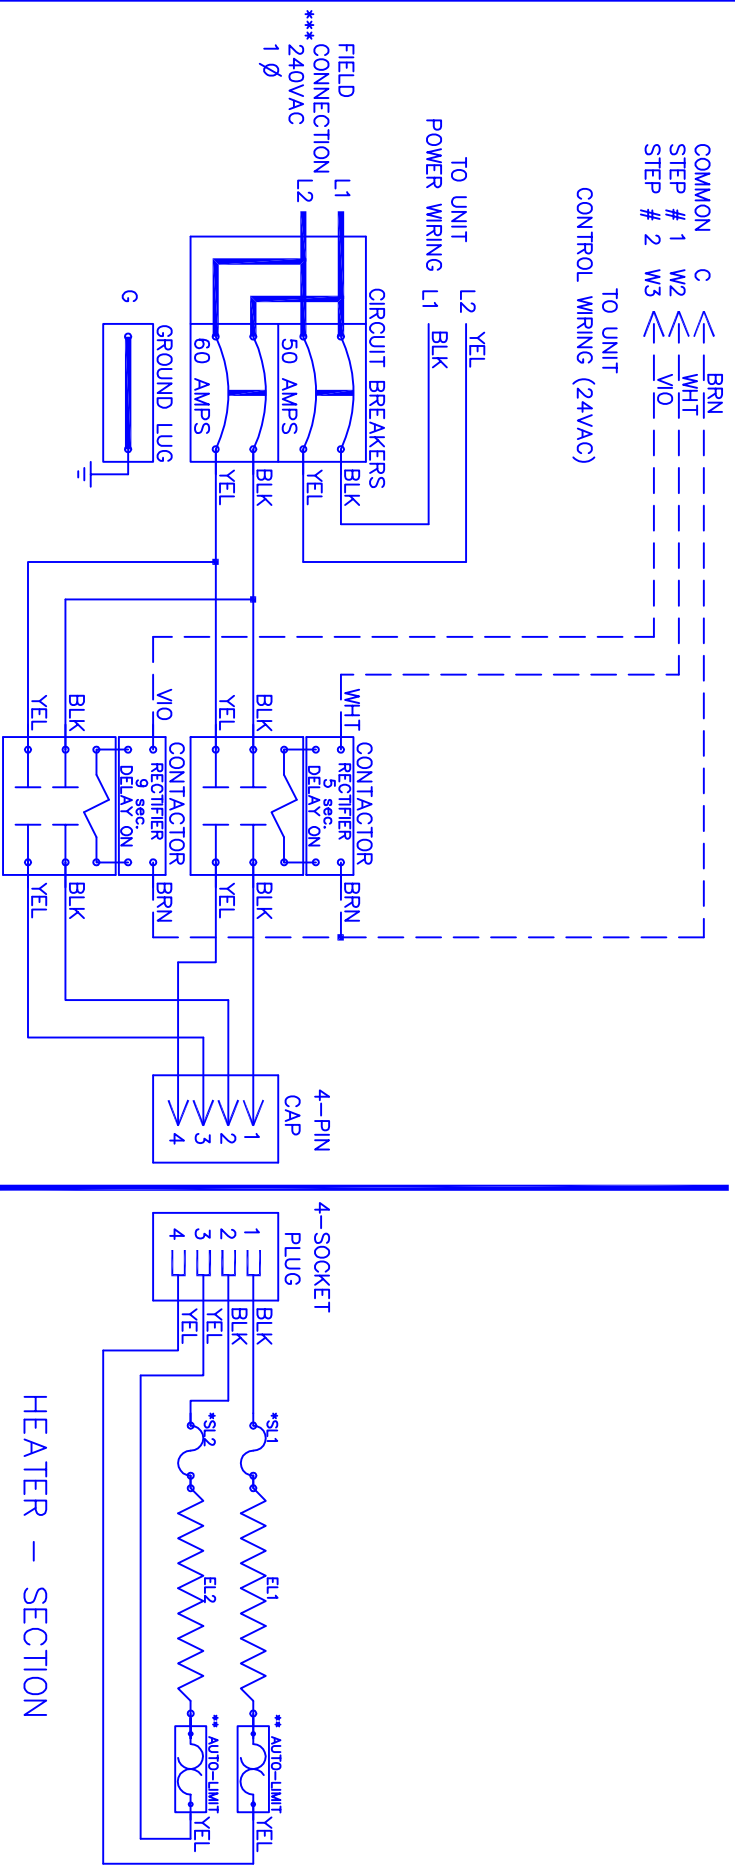 COMMON C
STEP # 1 W2
STEP # 2 W3
BRN
WHT
VIO
TO UNIT
CONTROL WIRING (24VAC)
TO UNIT
POWER WIRING
L2 YEL
L1 BLK
FIELD
*** CONNECTION
240VAC
1 Ø
L1
L2
CIRCUIT BREAKERS
50 AMPS
60 AMPS
BLK
YEL
BLK
YEL
G
GROUND LUG
WHT
CONTACTOR
RECTIFIER
5 sec.
DELAY ON
BRN
BLK
YEL
BLK
YEL
VIO
CONTACTOR
RECTIFIER
9 sec.
DELAY ON
BRN
BLK
YEL
BLK
YEL
4-PIN
CAP
1
2
3
4
4-SOCKET
PLUG
1
2
3
4
BLK
BLK
YEL
YEL
*SL1
EL1
** AUTO-LIMIT
YEL
*SL2
EL2
** AUTO-LIMIT
YEL
HEATER - SECTION